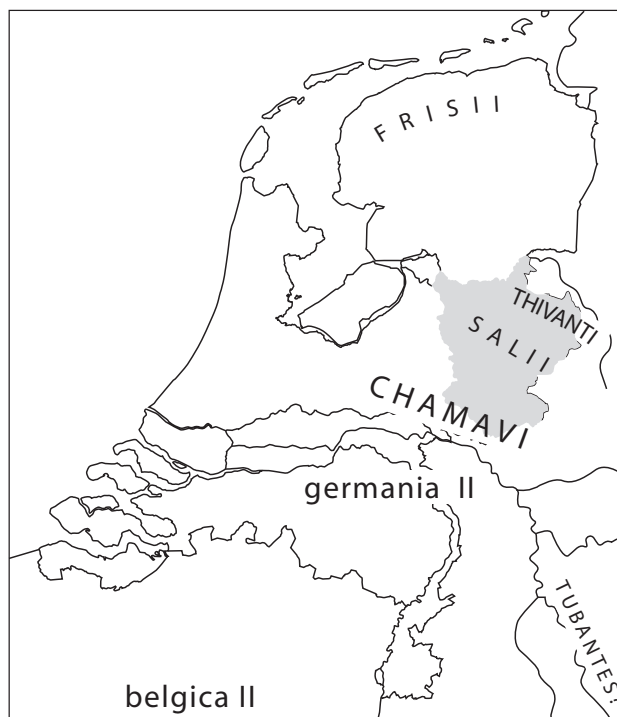 FRISII
THIVANTI
SALII
CHAMAVI
germania II
TUBANTES?
belgica II